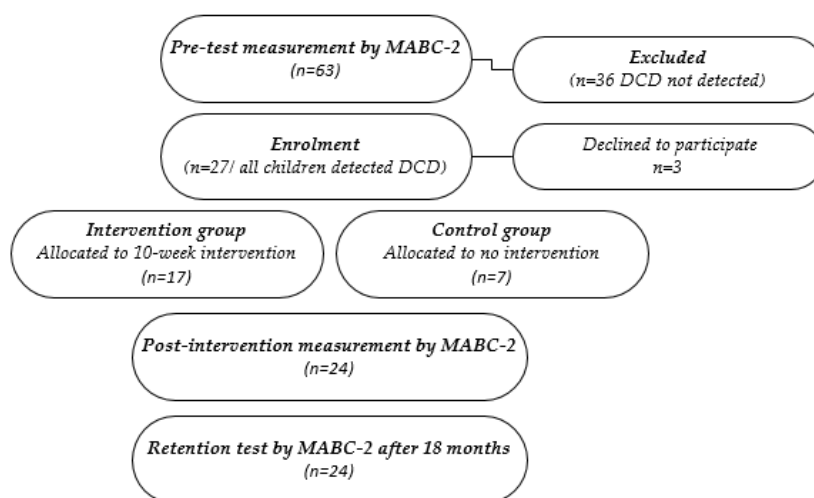 Pre-test measurement by MABC-2
(n=63)
Excluded
(n=36 DCD not detected)
Enrolment
(n=27/ all children detected DCD)
Declined to participate
n=3
Intervention group
Allocated to 10-week intervention
(n=17)
Control group
Allocated to no intervention
(n=7)
Post-intervention measurement by MABC-2
(n=24)
Retention test by MABC-2 after 18 months
(n=24)